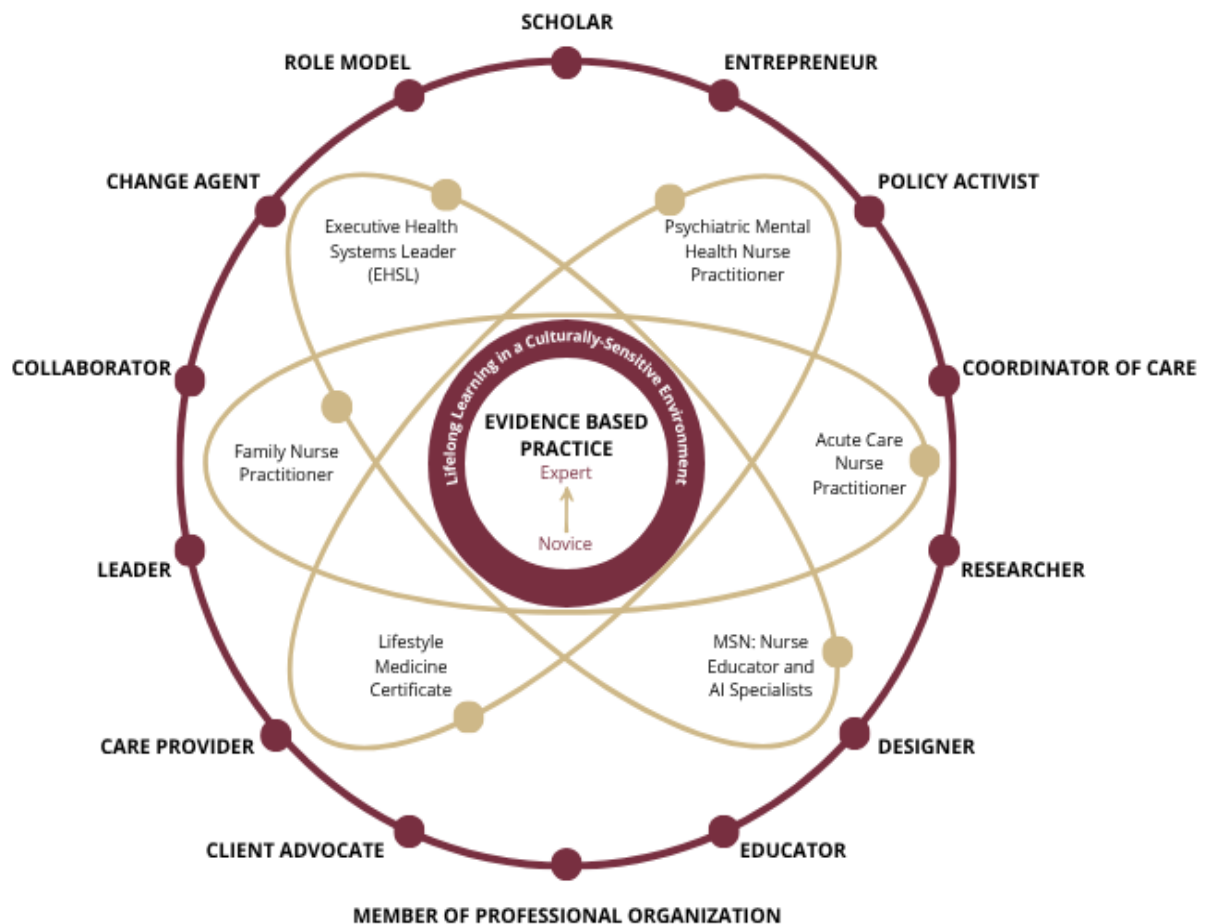 SCHOLAR
ROLE MODEL
ENTREPRENEUR
CHANGE AGENT
POLICY ACTIVIST
Executive Health
Systems Leader
(EHSL)
Psychiatric Mental
Health Nurse
Practitioner
Lifelong Learning in a Culturally-Sensitive Environment
COLLABORATOR
COORDINATOR OF CARE
EVIDENCE BASED
PRACTICE
Expert
Novice
Family Nurse
Practitioner
Acute Care
Nurse
Practitioner
LEADER
RESEARCHER
Lifestyle
Medicine
Certificate
MSN: Nurse
Educator and
AI Specialists
CARE PROVIDER
DESIGNER
CLIENT ADVOCATE
EDUCATOR
MEMBER OF PROFESSIONAL ORGANIZATION